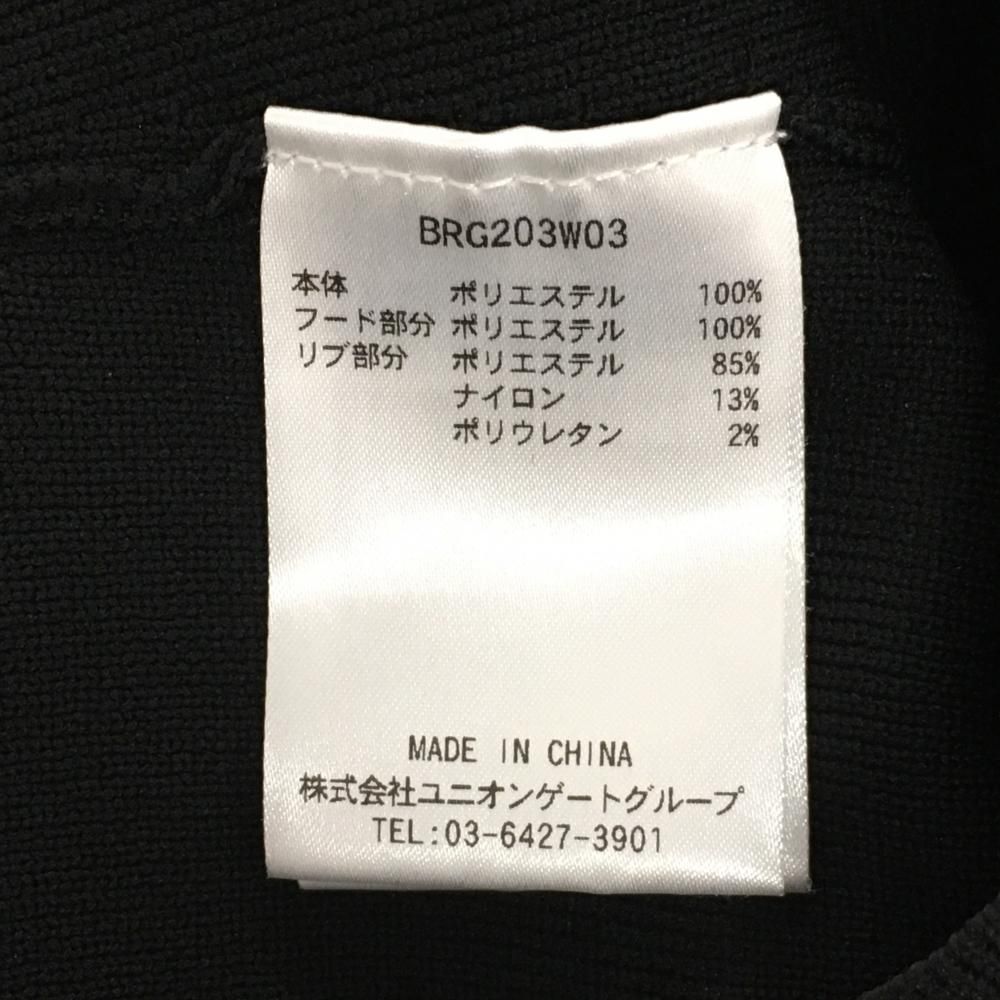 BRG203W03
本体 ポリエステル 100%
フード部分 ポリエステル 100%
リブ部分 ポリエステル 85%
ナイロン 13%
ポリウレタン 2%
MADE IN CHINA
株式会社ユニオンゲートグループ
TEL:03-6427-3901